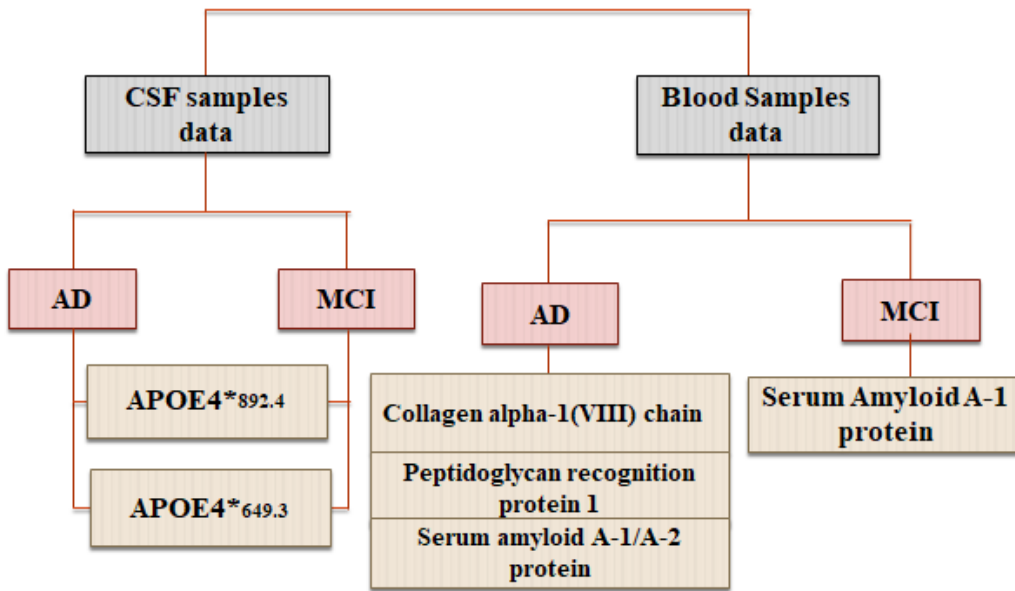 CSF samples
data
Blood Samples
data
AD
MCI
AD
MCI
APOE4*892.4
APOE4*649.3
Collagen alpha-1(VIII) chain
Peptidoglycan recognition
protein 1
Serum amyloid A-1/A-2
protein
Serum Amyloid A-1
protein